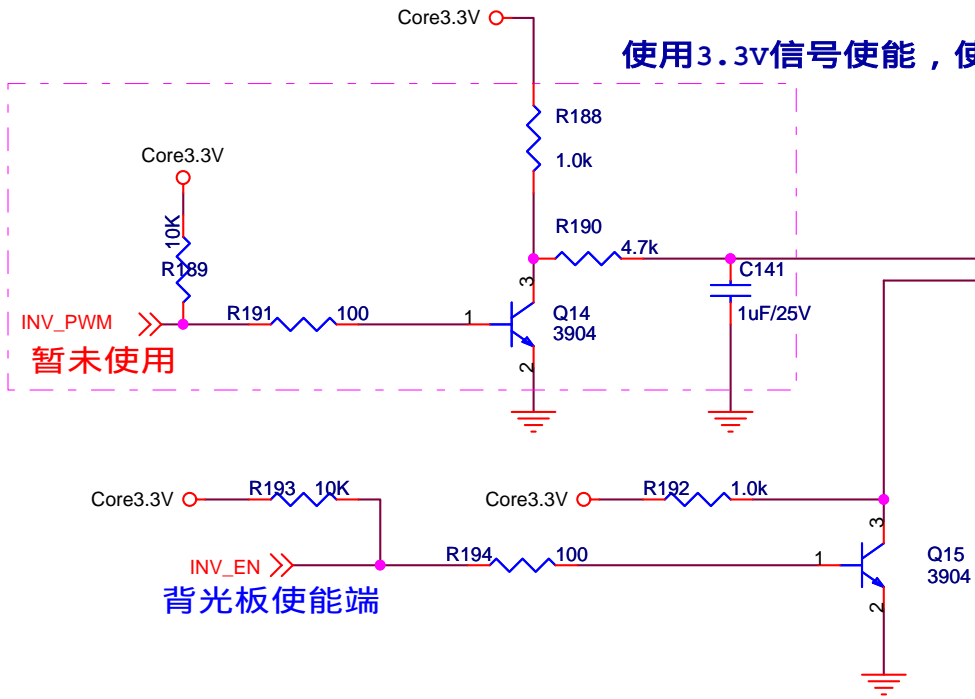 Core3.3V
使用3.3V信号使能，使
R188
1.0k
Core3.3V
10K
R189
R190
4.7k
C141
1uF/25V
3
INV_PWM
R191
100
1
Q14
3904
暂未使用
2
Core3.3V
R193
10K
Core3.3V
R192
1.0k
3
INV_EN
R194
100
1
Q15
3904
背光板使能端
2